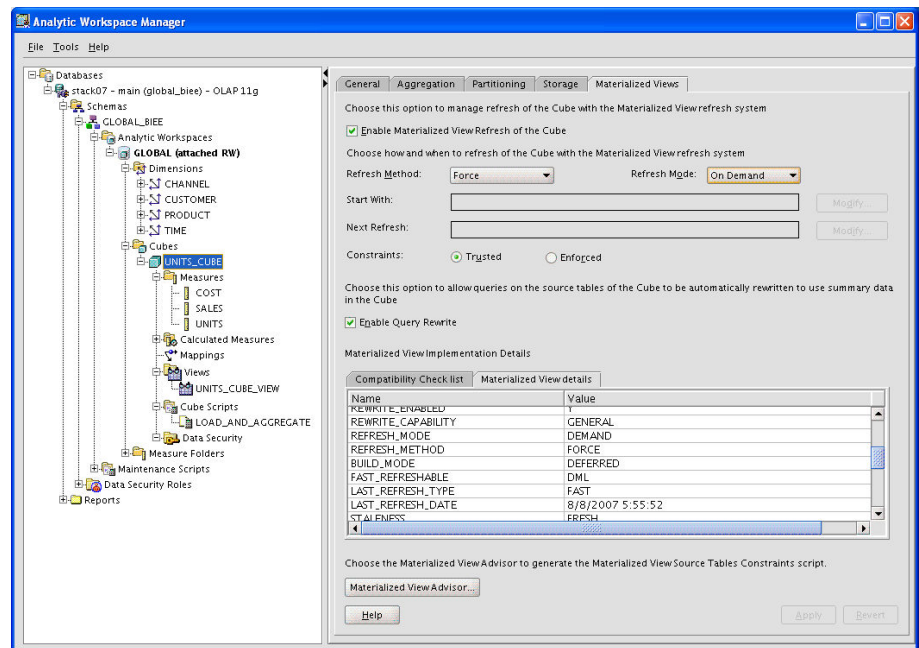 Analytic Workspace Manager
File Tools Help
Databases
stack07 - main (global_biee) - OLAP 11g
Schemas
GLOBAL_BIEE
Analytic Workspaces
GLOBAL (attached RW)
Dimensions
CHANNEL
CUSTOMER
PRODUCT
TIME
Cubes
UNITS_CUBE
Measures
COST
SALES
UNITS
Calculated Measures
Mappings
Views
UNITS_CUBE_VIEW
Cube Scripts
LOAD_AND_AGGREGATE
Data Security
Measure Folders
Maintenance Scripts
Data Security Roles
Reports
General Aggregation Partitioning Storage Materialized Views
Choose this option to manage refresh of the Cube with the Materialized View refresh system
Enable Materialized View Refresh of the Cube
Choose how and when to refresh of the Cube with the Materialized View refresh system
Refresh Method: Force Refresh Mode: On Demand
Start With: Modify...
Next Refresh: Modify...
Constraints: Trusted Enforced
Choose this option to allow queries on the source tables of the Cube to be automatically rewritten to use summary data
in the Cube
Enable Query Rewrite
Materialized View Implementation Details
Compatibility Check list Materialized View details
Name Value
REWRITE_ENABLED Y
REWRITE_CAPABILITY GENERAL
REFRESH_MODE DEMAND
REFRESH_METHOD FORCE
BUILD_MODE DEFERRED
FAST_REFRESHABLE DML
LAST_REFRESH_TYPE FAST
LAST_REFRESH_DATE 8/8/2007 5:55:52
STALENESS FRESH
Choose the Materialized View Advisor to generate the Materialized View Source Tables Constraints script.
Materialized View Advisor...
Help Apply Revert